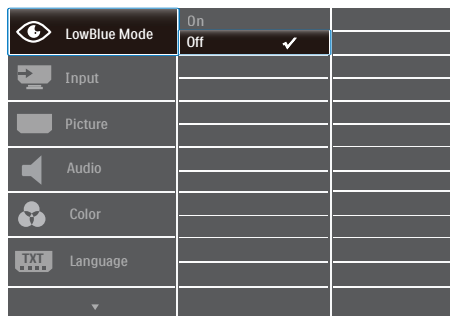 LowBlue Mode
On
Off
Input
Picture
Audio
Color
TXT
Language